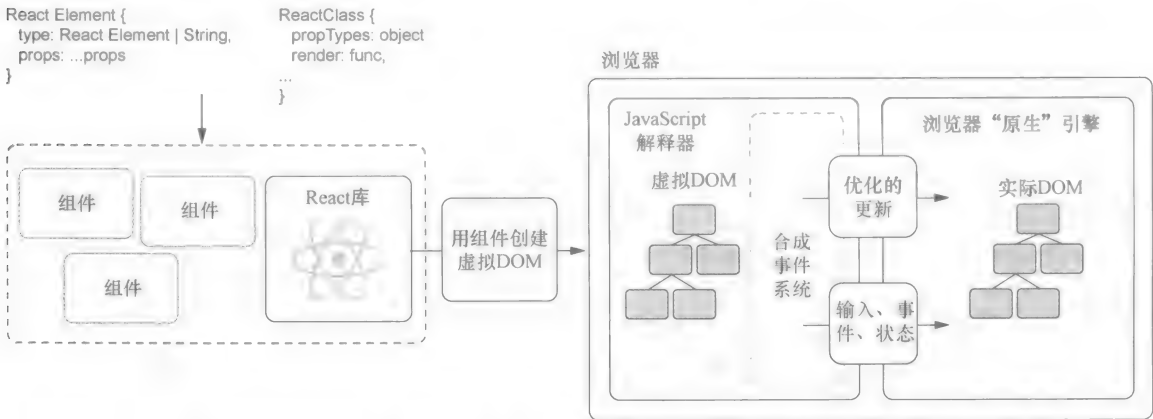 React Element {
type: React Element | String,
props: ...props
}
ReactClass {
propTypes: object
render: func,
...
}
组件
组件
组件
React库
用组件创建
虚拟DOM
浏览器
JavaScript
解释器
虚拟DOM
合成
事件
系统
优化的
更新
输入、事
件、状态
浏览器“原生”引擎
实际DOM